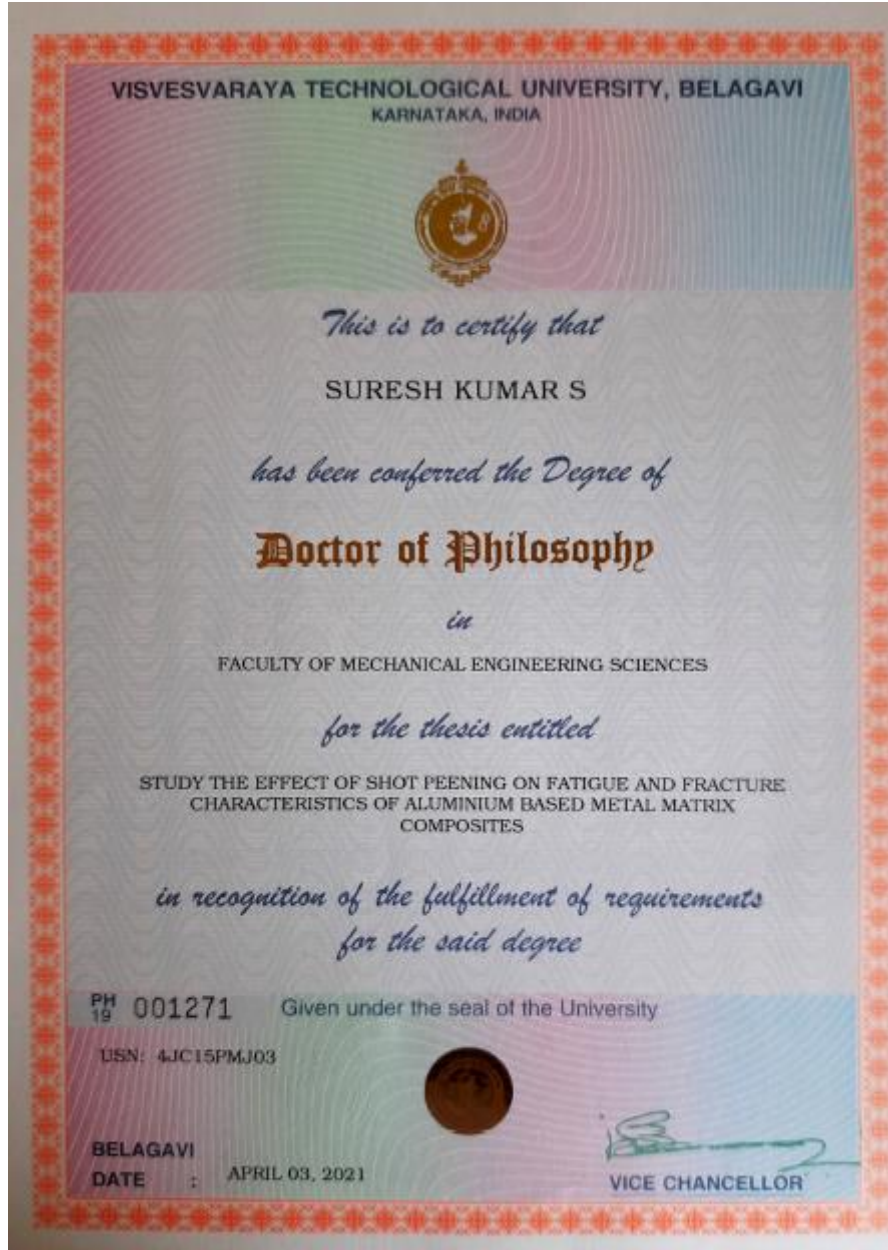 VISVESVARAYA TECHNOLOGICAL UNIVERSITY, BELAGAVI
KARNATAKA, INDIA
This is to certify that
SURESH KUMAR S
has been conferred the Degree of
Doctor of Philosophy
in
FACULTY OF MECHANICAL ENGINEERING SCIENCES
for the thesis entitled
STUDY THE EFFECT OF SHOT PEENING ON FATIGUE AND FRACTURE
CHARACTERISTICS OF ALUMINIUM BASED METAL MATRIX
COMPOSITES
in recognition of the fulfillment of requirements
for the said degree
PH 19 001271 Given under the seal of the University
USN: 4JC15PMJ03
BELAGAVI
DATE : APRIL 03, 2021
VICE CHANCELLOR